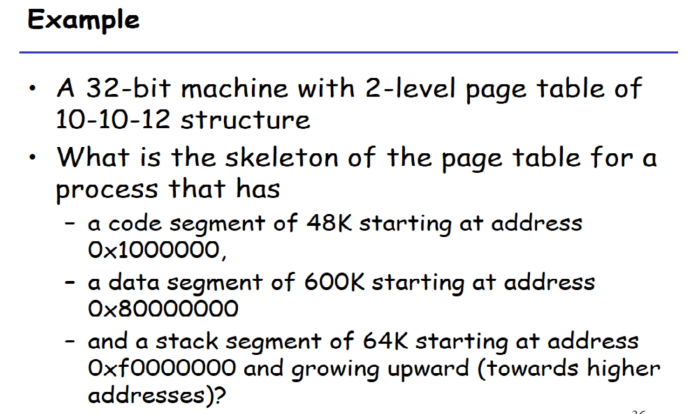 Example
• A 32-bit machine with 2-level page table of
10-10-12 structure
• What is the skeleton of the page table for a
process that has
– a code segment of 48K starting at address
0x1000000,
– a data segment of 600K starting at address
0x80000000
– and a stack segment of 64K starting at address
0xf0000000 and growing upward (towards higher
addresses)?